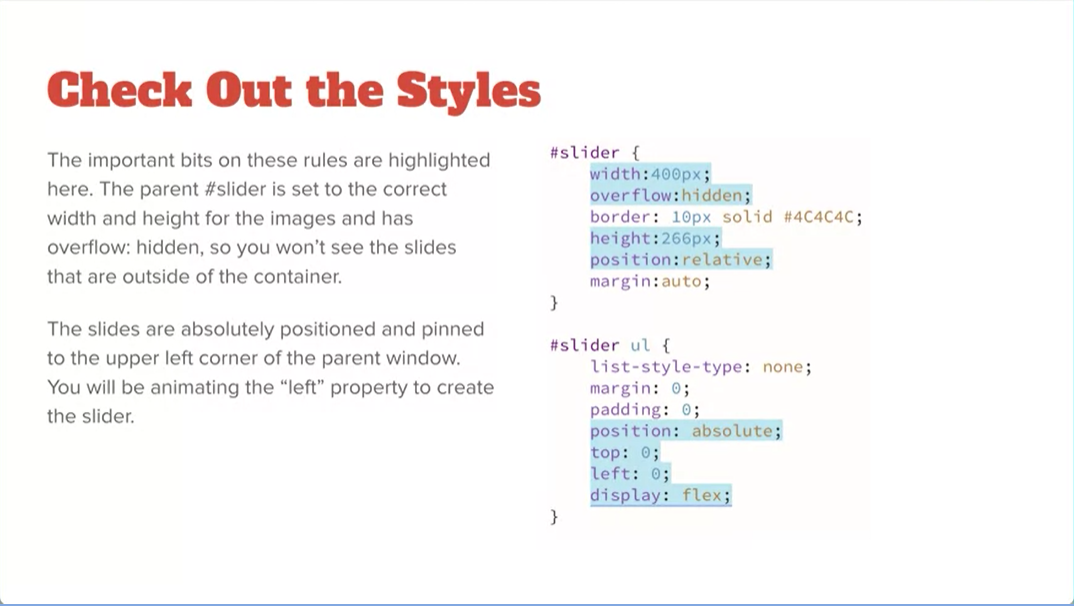 Check Out the Styles
The important bits on these rules are highlighted
here. The parent #slider is set to the correct
width and height for the images and has
overflow: hidden, so you won’t see the slides
that are outside of the container.
The slides are absolutely positioned and pinned
to the upper left corner of the parent window.
You will be animating the “left” property to create
the slider.
#slider {
    width:400px;
    overflow:hidden;
    border: 10px solid #4C4C4C;
    height:266px;
    position:relative;
    margin:auto;
}
#slider ul {
    list-style-type: none;
    margin: 0;
    padding: 0;
    position: absolute;
    top: 0;
    left: 0;
    display: flex;
}